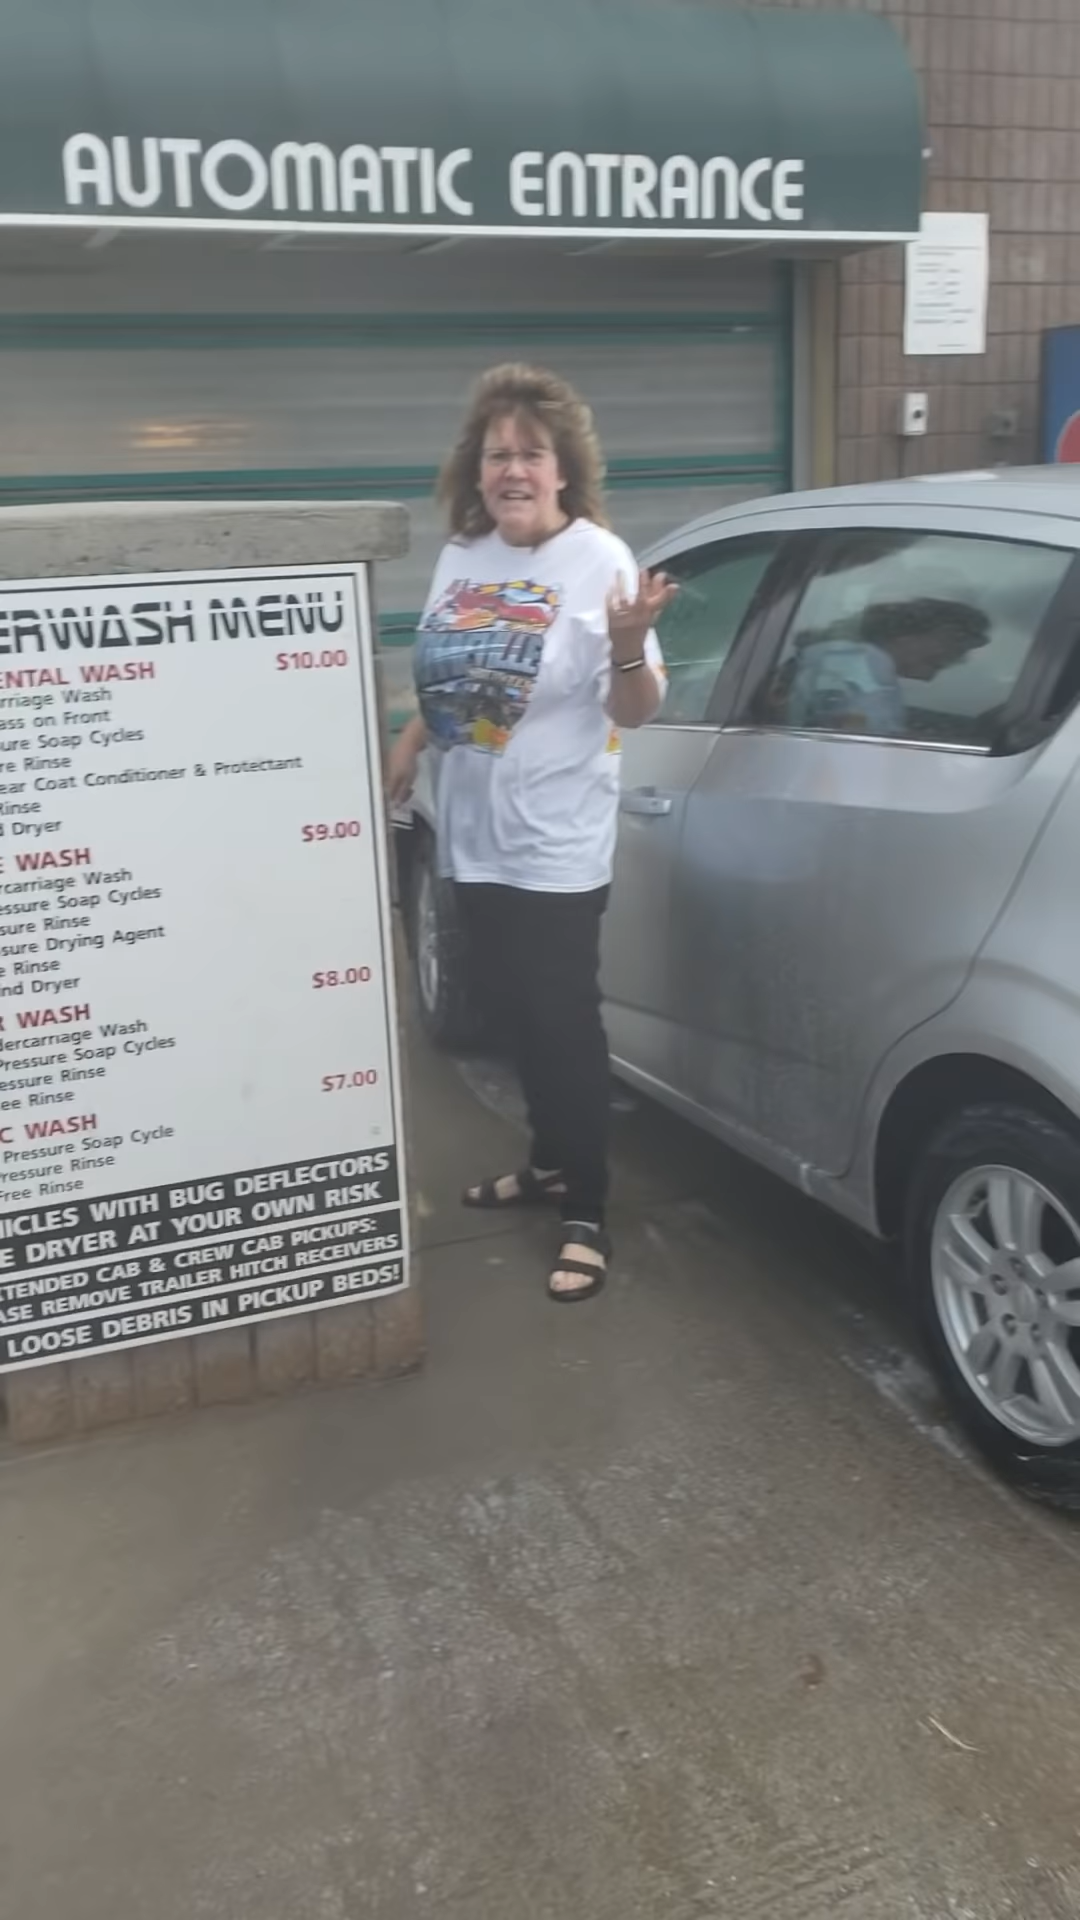 AUTOMATIC ENTRANCE
ERWASH MENU
ENTAL WASH $10.00
rriage Wash
ass on Front
ure Soap Cycles
re Rinse
ear Coat Conditioner & Protectant
Rinse
d Dryer
E WASH $9.00
rcarriage Wash
essure Soap Cycles
sure Rinse
sure Drying Agent
e Rinse
nd Dryer
R WASH $8.00
dercarriage Wash
Pressure Soap Cycles
essure Rinse
ee Rinse
C WASH $7.00
Pressure Soap Cycle
Pressure Rinse
Free Rinse
HICLES WITH BUG DEFLECTORS
E DRYER AT YOUR OWN RISK
XTENDED CAB & CREW CAB PICKUPS:
ASE REMOVE TRAILER HITCH RECEIVERS
LOOSE DEBRIS IN PICKUP BEDS!